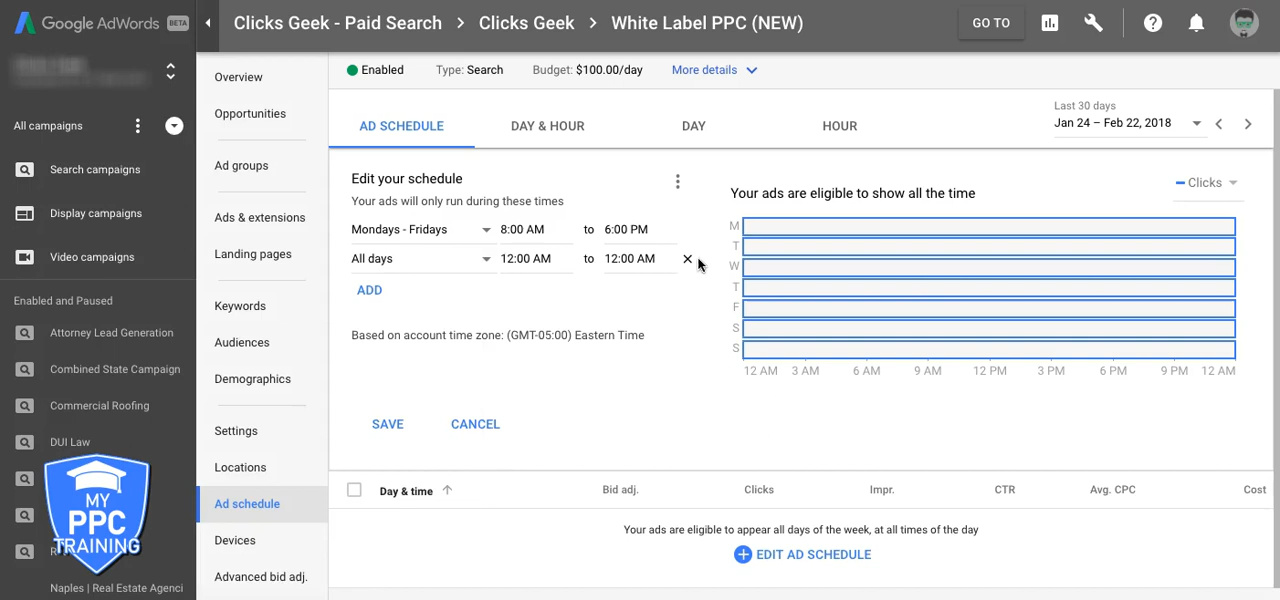 Google AdWords BETA
Clicks Geek - Paid Search > Clicks Geek > White Label PPC (NEW)
GO TO
All campaigns
Search campaigns
Display campaigns
Video campaigns
Enabled and Paused
Attorney Lead Generation
Combined State Campaign
Commercial Roofing
DUI Law
MY
PPC
TRAINING
Naples | Real Estate Agenci
Overview
Opportunities
Ad groups
Ads & extensions
Landing pages
Keywords
Audiences
Demographics
Settings
Locations
Ad schedule
Devices
Advanced bid adj.
Enabled Type: Search Budget: $100.00/day More details
AD SCHEDULE DAY & HOUR DAY HOUR
Last 30 days
Jan 24 – Feb 22, 2018
Edit your schedule
Your ads will only run during these times
Mondays - Fridays 8:00 AM to 6:00 PM
All days 12:00 AM to 12:00 AM
ADD
Based on account time zone: (GMT-05:00) Eastern Time
SAVE CANCEL
Clicks
Your ads are eligible to show all the time
M
T
W
T
F
S
S
12 AM 3 AM 6 AM 9 AM 12 PM 3 PM 6 PM 9 PM 12 AM
Day & time Bid adj. Clicks Impr. CTR Avg. CPC Cost
Your ads are eligible to appear all days of the week, at all times of the day
EDIT AD SCHEDULE